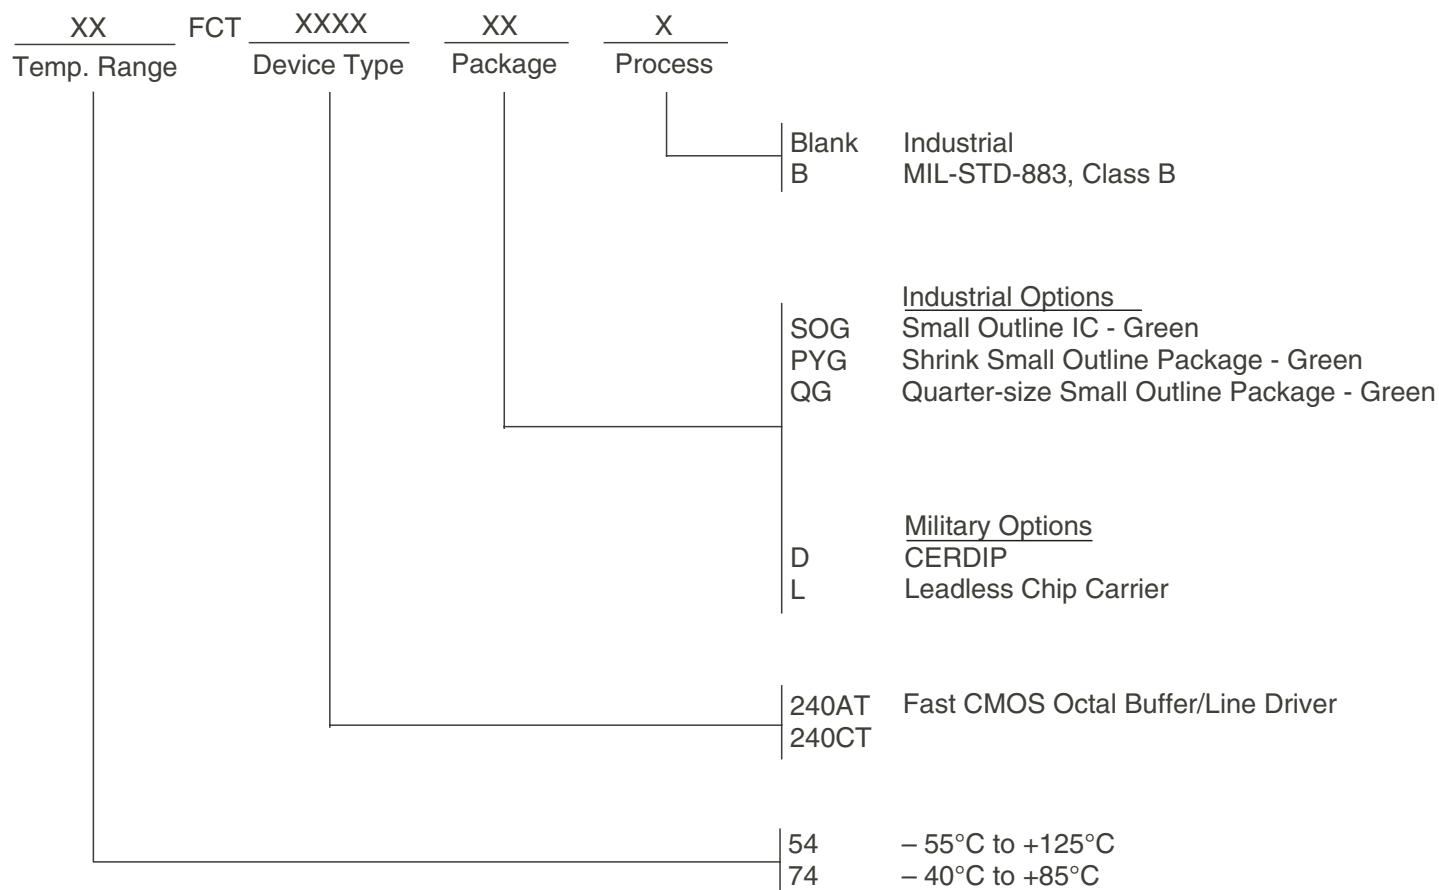 XX FCT XXXX XX X
Temp. Range Device Type Package Process
Blank Industrial
B MIL-STD-883, Class B
Industrial Options
SOG Small Outline IC - Green
PYG Shrink Small Outline Package - Green
QG Quarter-size Small Outline Package - Green
Military Options
D CERDIP
L Leadless Chip Carrier
240AT Fast CMOS Octal Buffer/Line Driver
240CT
54 – 55°C to +125°C
74 – 40°C to +85°C